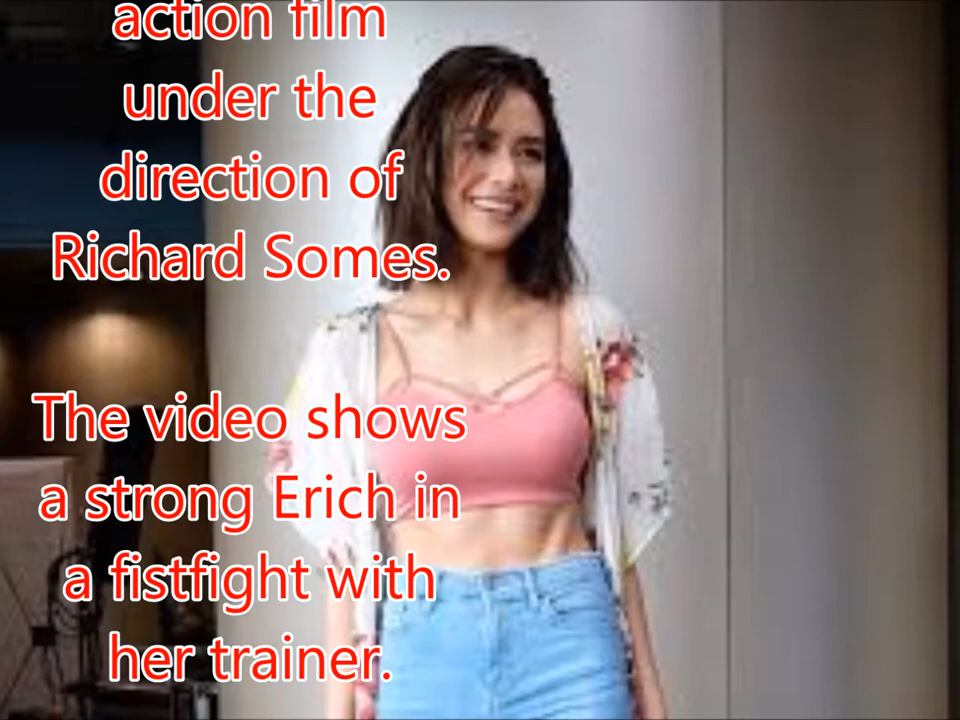 action film
under the
direction of
Richard Somes.
The video shows
a strong Erich in
a fistfight with
her trainer.